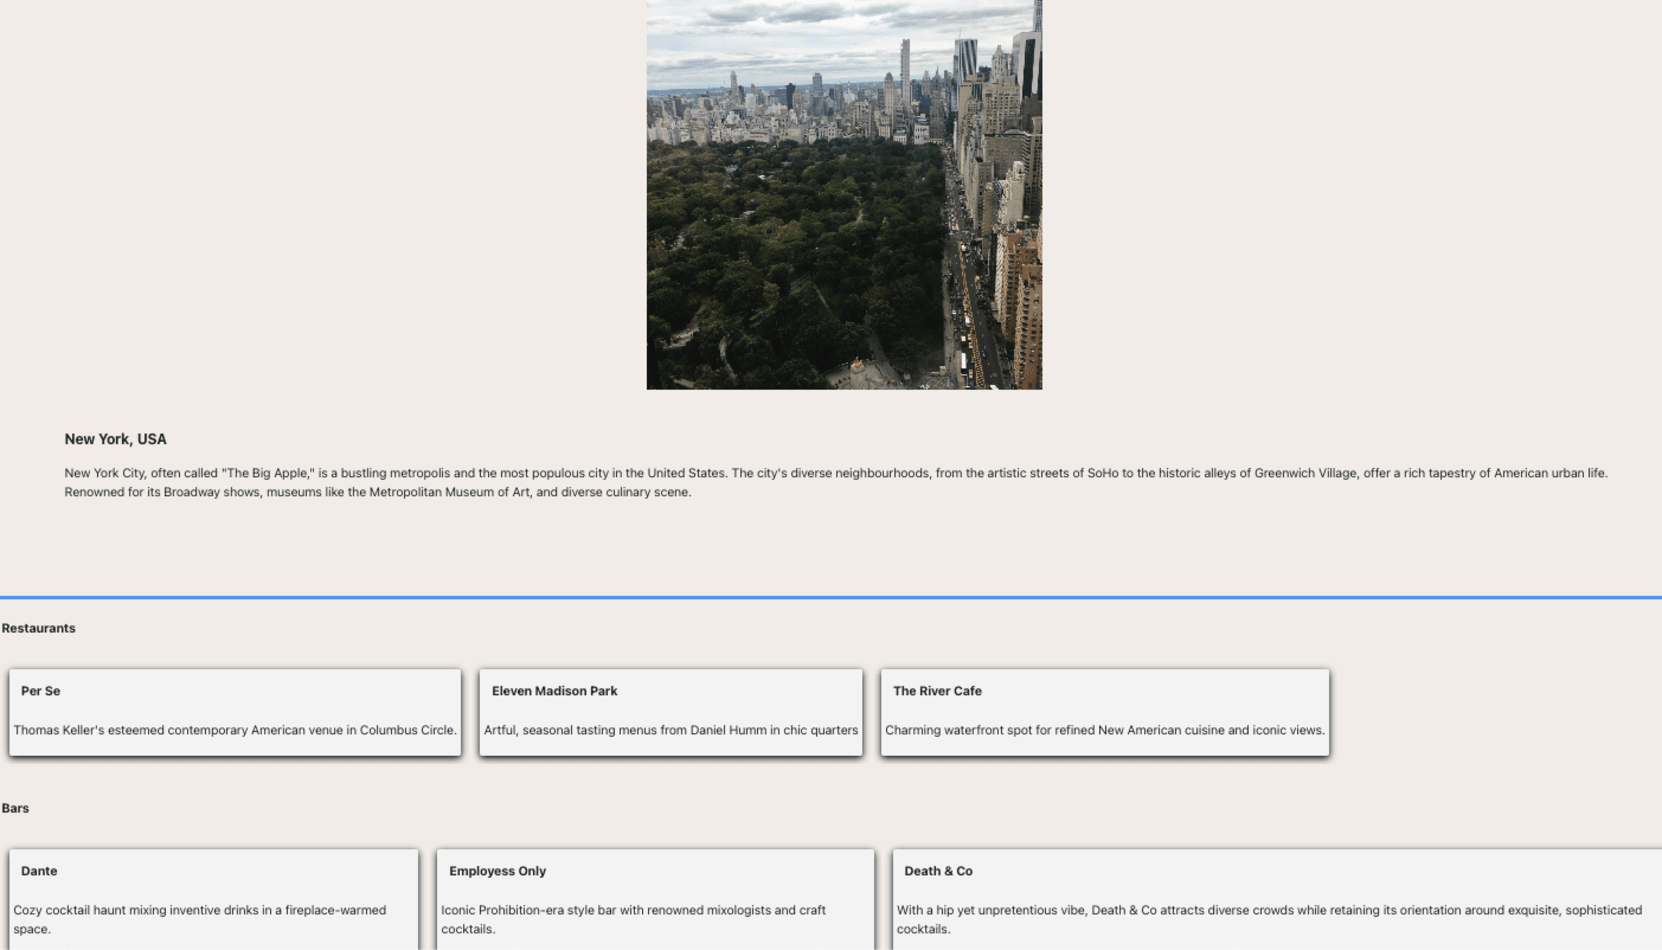 New York, USA
New York City, often called "The Big Apple," is a bustling metropolis and the most populous city in the United States. The city's diverse neighbourhoods, from the artistic streets of SoHo to the historic alleys of Greenwich Village, offer a rich tapestry of American urban life.
Renowned for its Broadway shows, museums like the Metropolitan Museum of Art, and diverse culinary scene.
Restaurants
Per Se
Thomas Keller's esteemed contemporary American venue in Columbus Circle.
Eleven Madison Park
Artful, seasonal tasting menus from Daniel Humm in chic quarters
The River Cafe
Charming waterfront spot for refined New American cuisine and iconic views.
Bars
Dante
Cozy cocktail haunt mixing inventive drinks in a fireplace-warmed
space.
Employess Only
Iconic Prohibition-era style bar with renowned mixologists and craft
cocktails.
Death & Co
With a hip yet unpretentious vibe, Death & Co attracts diverse crowds while retaining its orientation around exquisite, sophisticated
cocktails.